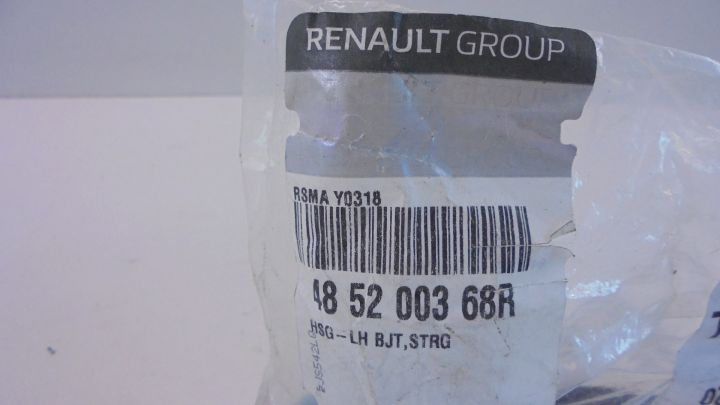 RENAULT GROUP
RSMA Y0318
48 52 003 68R
HSG-LH BJT,STRG